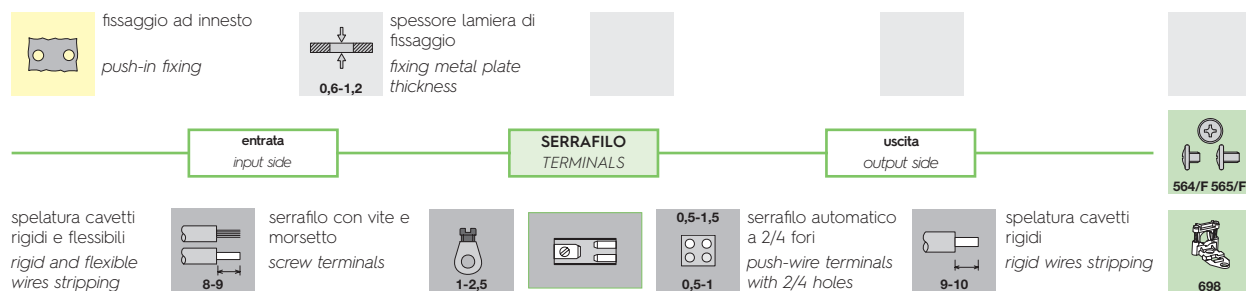 fissaggio ad innesto
push-in fixing
0,6-1,2
spessore lamiera di
fissaggio
fixing metal plate
thickness
entrata
input side
SERRAFILO
TERMINALS
uscita
output side
564/F 565/F
spelatura cavetti
rigidi e flessibili
rigid and flexible
wires stripping
8-9
serrafilo con vite e
morsetto
screw terminals
1-2,5
0,5-1,5
0,5-1
serrafilo automatico
a 2/4 fori
push-wire terminals
with 2/4 holes
9-10
spelatura cavetti
rigidi
rigid wires stripping
698